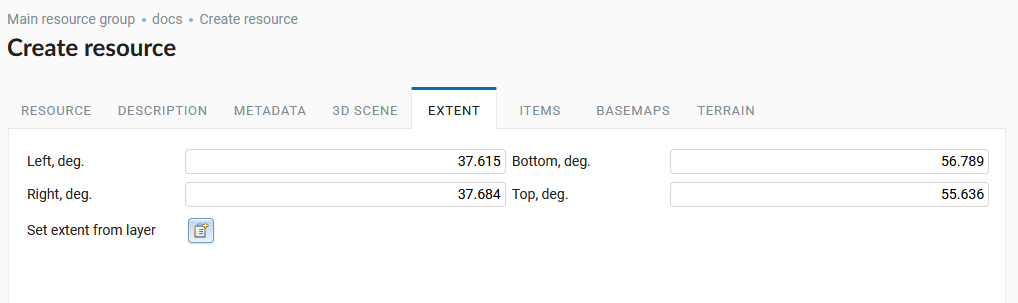 Main resource group • docs • Create resource
Create resource
RESOURCE DESCRIPTION METADATA 3D SCENE EXTENT ITEMS BASEMAPS TERRAIN
Left, deg. 37.615 Bottom, deg. 56.789
Right, deg. 37.684 Top, deg. 55.636
Set extent from layer